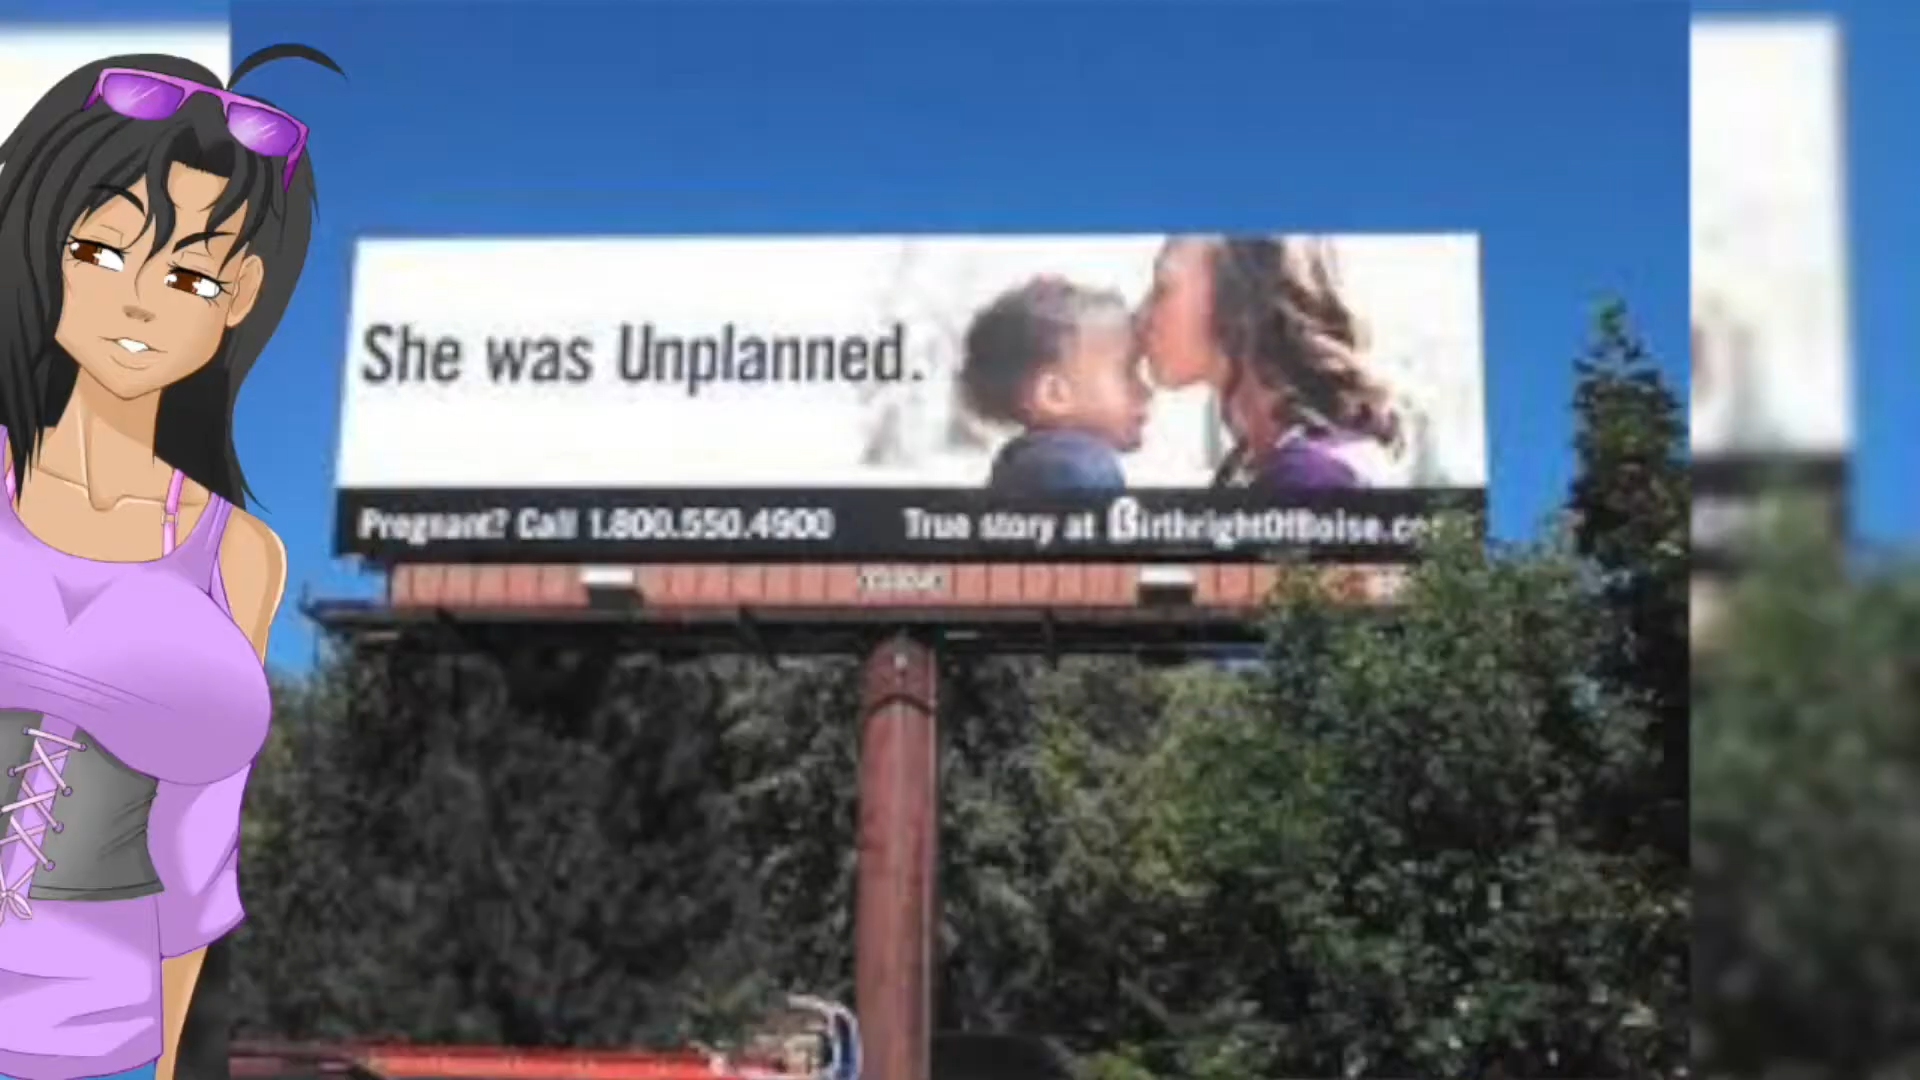 She was Unplanned.
Pregnant? Call 1.800.550.4900
True story at BirthrightOfBoise.com